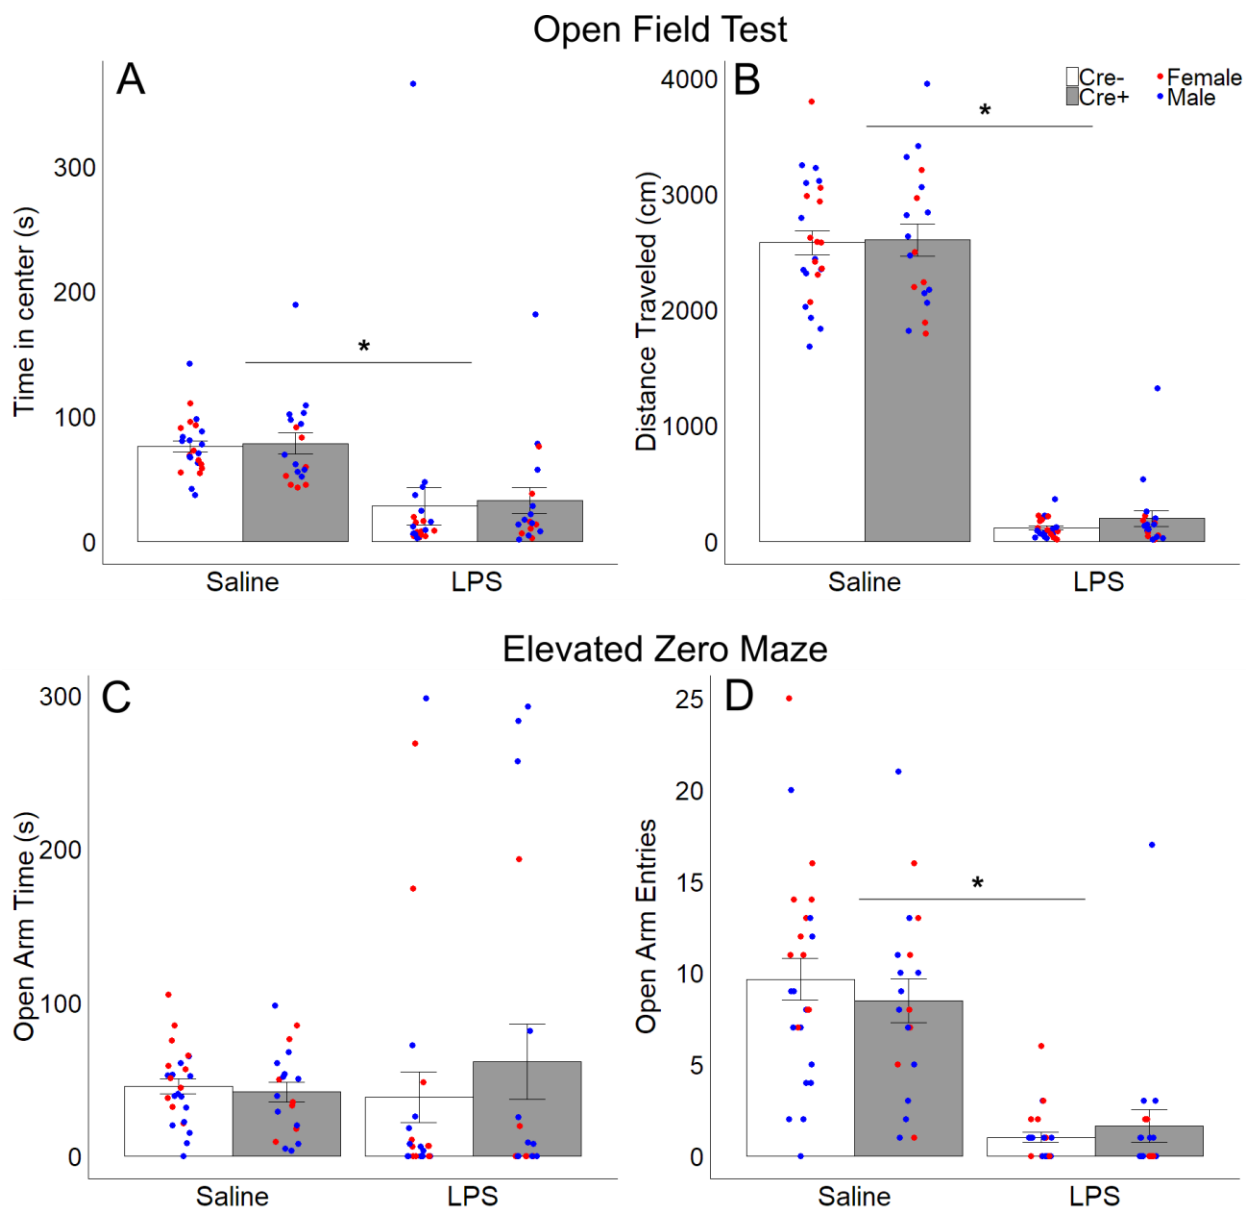 Open Field Test
A
Time in center (s)
300
200
100
0
*
Saline
LPS
B
Cre-
Female
Cre+
Male
Distance Traveled (cm)
4000
3000
2000
1000
0
*
Saline
LPS
Elevated Zero Maze
C
Open Arm Time (s)
300
200
100
0
Saline
LPS
D
Open Arm Entries
25
20
15
10
5
0
*
Saline
LPS